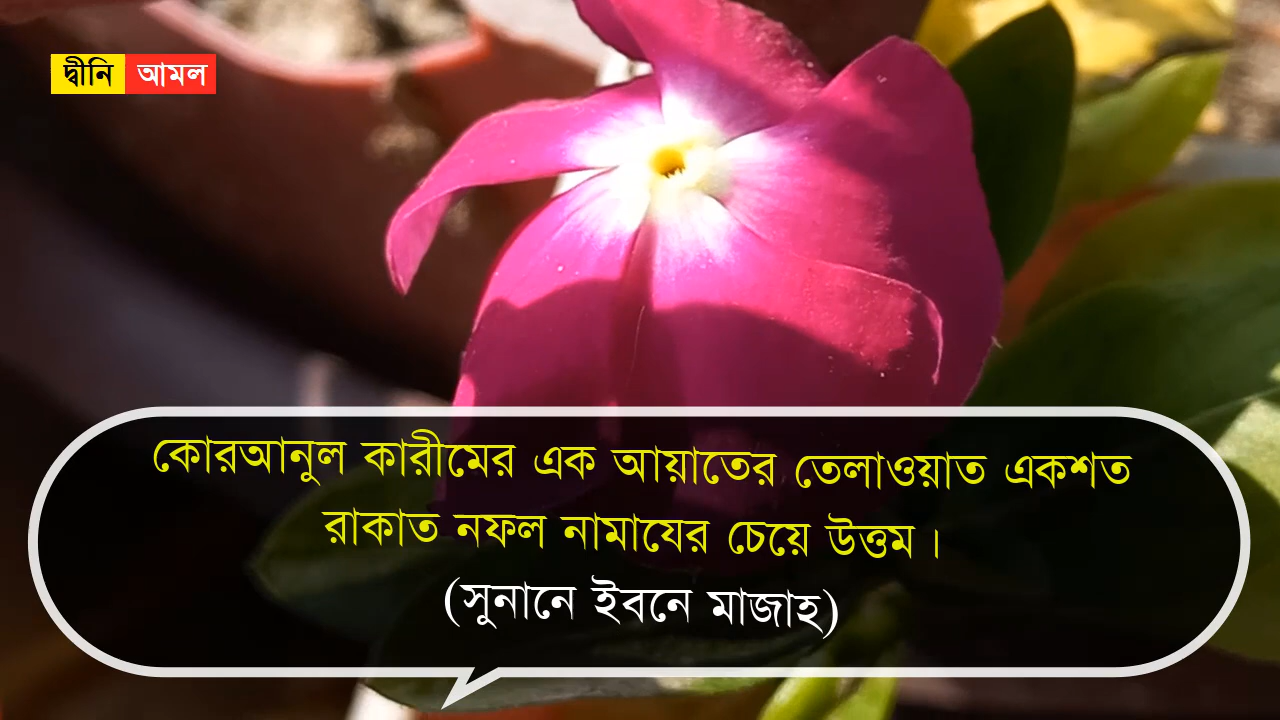 দ্বীনি আমল
কোরআনুল কারীমের এক আয়াতের তেলাওয়াত একশত
রাকাত নফল নামাযের চেয়ে উত্তম।
(সুনানে ইবনে মাজাহ)